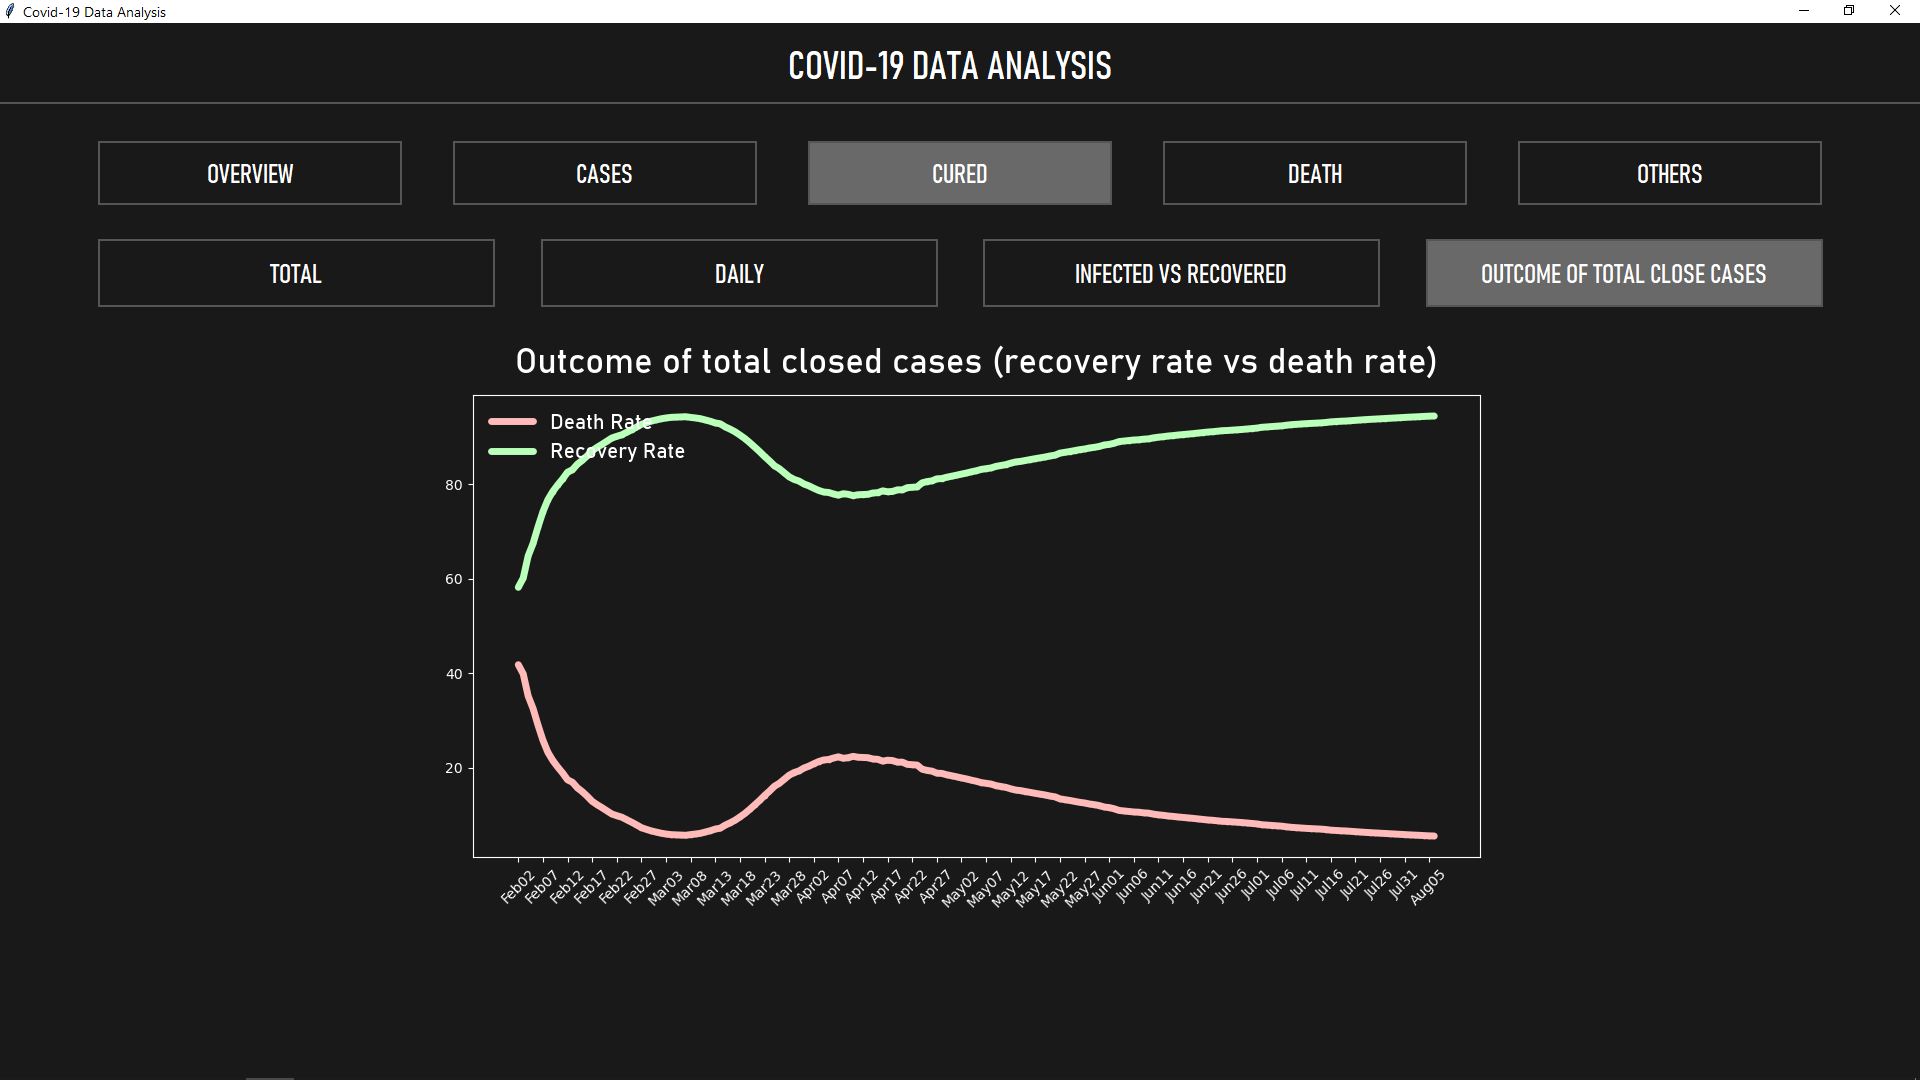 Covid-19 Data Analysis
COVID-19 DATA ANALYSIS
OVERVIEW
CASES
CURED
DEATH
OTHERS
TOTAL
DAILY
INFECTED VS RECOVERED
OUTCOME OF TOTAL CLOSE CASES
Outcome of total closed cases (recovery rate vs death rate)
Death Rate
Recovery Rate
80
60
40
20
Feb02
Feb07
Feb12
Feb17
Feb22
Feb27
Mar03
Mar08
Mar13
Mar18
Mar23
Mar28
Apr02
Apr07
Apr12
Apr17
Apr22
Apr27
May02
May07
May12
May17
May22
May27
Jun01
Jun06
Jun11
Jun16
Jun21
Jun26
Jul01
Jul06
Jul11
Jul16
Jul21
Jul26
Jul31
Aug05